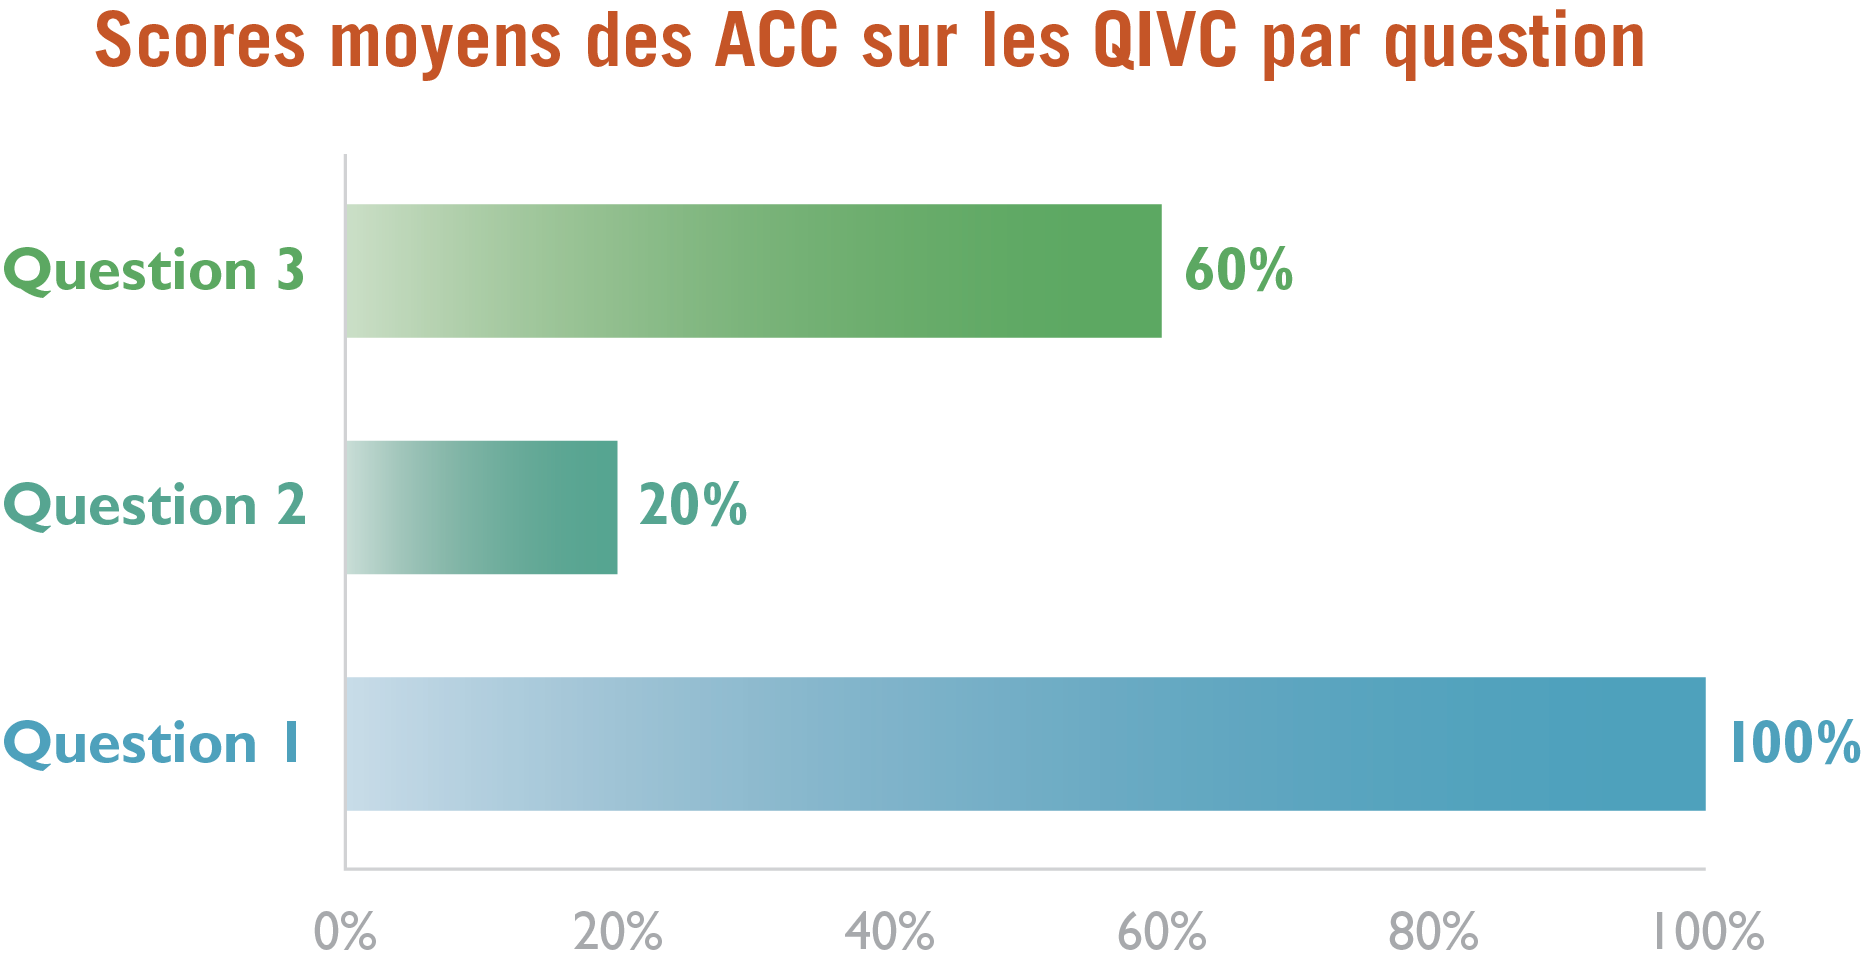 Scores moyens des ACC sur les QIVC par question
Question 3
60%
Question 2
20%
Question 1
100%
0% 20% 40% 60% 80% 100%